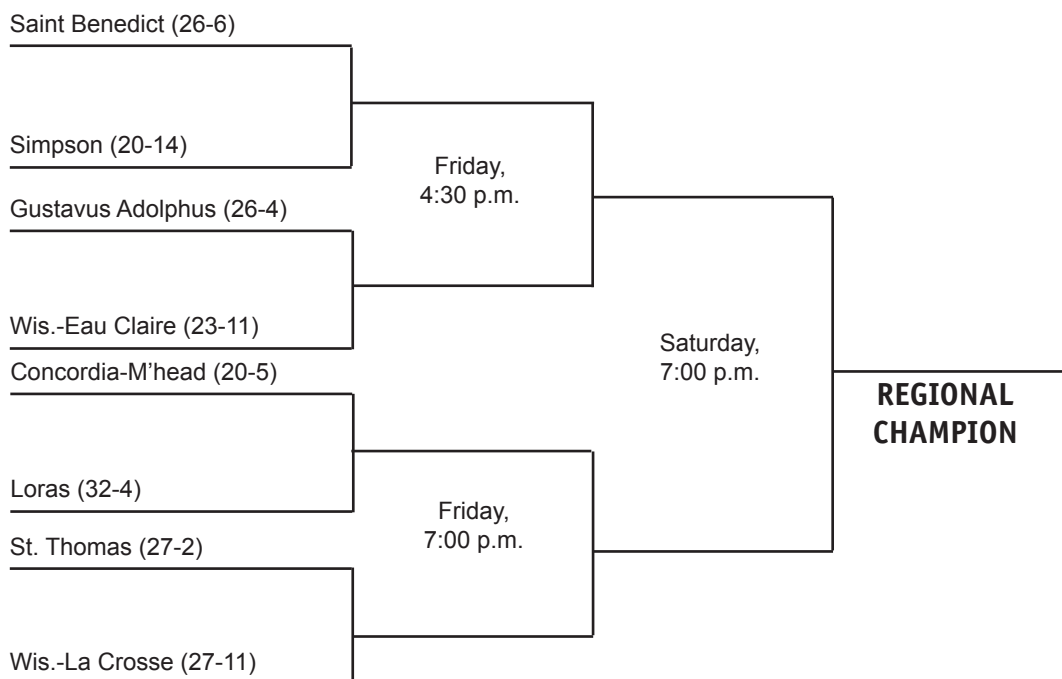 Saint Benedict (26-6)
Simpson (20-14)
Friday,
4:30 p.m.
Gustavus Adolphus (26-4)
Wis.-Eau Claire (23-11)
Saturday,
7:00 p.m.
Concordia-M’head (20-5)
REGIONAL
CHAMPION
Loras (32-4)
Friday,
7:00 p.m.
St. Thomas (27-2)
Wis.-La Crosse (27-11)